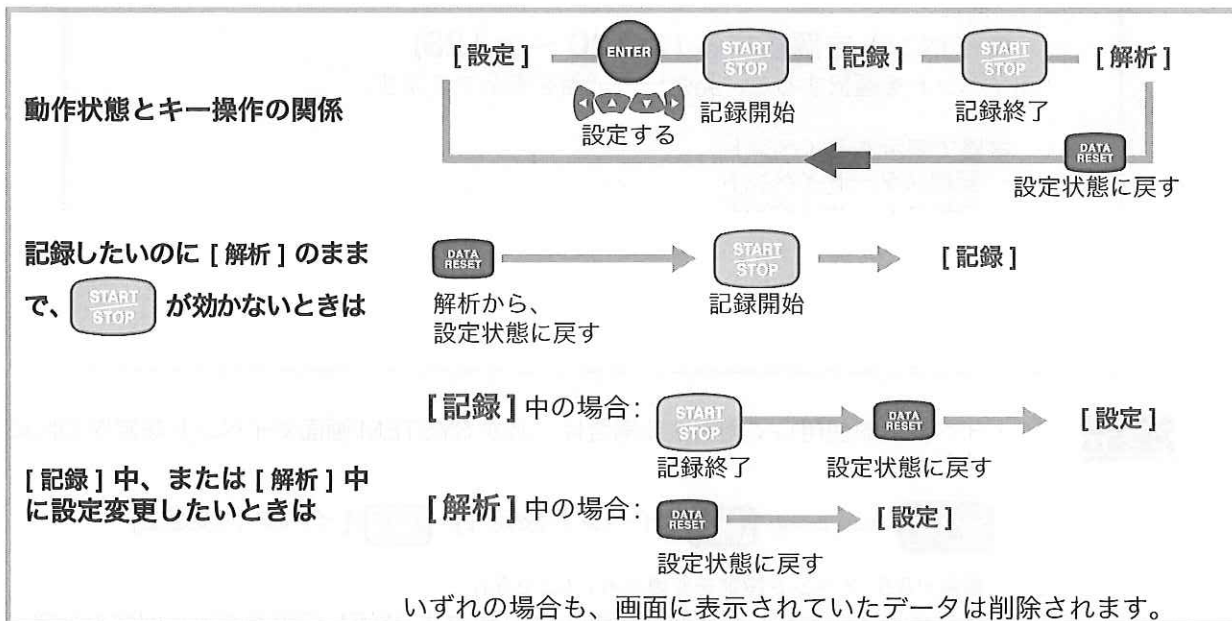 [ 設定 ] ENTER START STOP [ 記録 ] START STOP [ 解析 ]
動作状態とキー操作の関係
設定する 記録開始 記録終了
DATA RESET
設定状態に戻す
記録したいのに [ 解析 ] のまま
で、 START STOP が効かないときは
DATA RESET START STOP [ 記録 ]
解析から、 記録開始
設定状態に戻す
[ 記録 ] 中、または [ 解析 ] 中
に設定変更したいときは
[ 記録 ] 中の場合: START STOP DATA RESET [ 設定 ]
記録終了 設定状態に戻す
[ 解析 ] 中の場合: DATA RESET [ 設定 ]
設定状態に戻す
いずれの場合も、画面に表示されていたデータは削除されます。